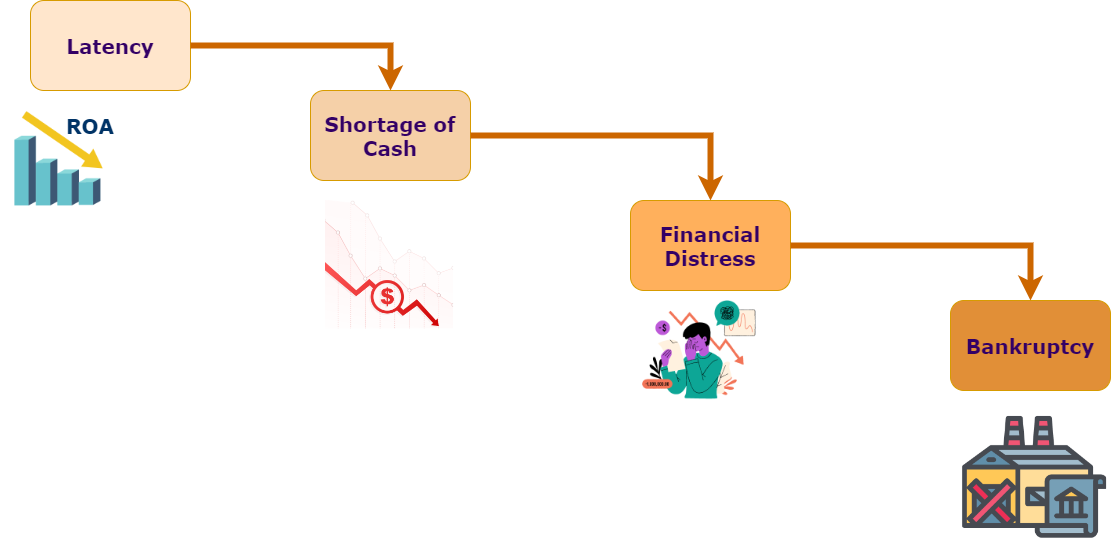 Latency
ROA
Shortage of
Cash
$
Financial
Distress
-$
Bankruptcy